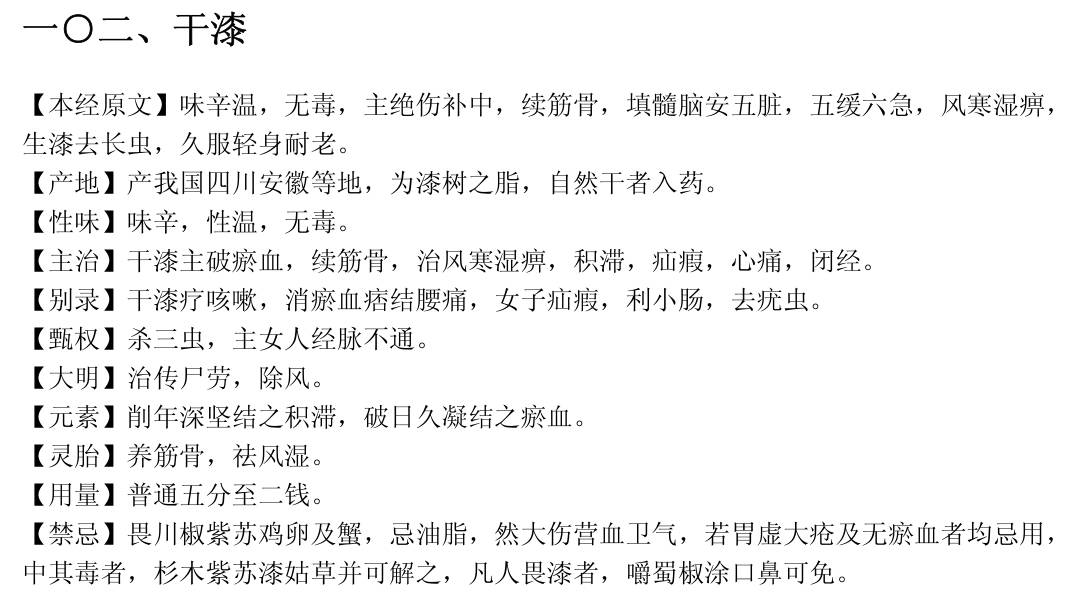 一〇二、干漆
【本经原文】味辛温，无毒，主绝伤补中，续筋骨，填髓脑安五脏，五缓六急，风寒湿痹，
生漆去长虫，久服轻身耐老。
【产地】产我国四川安徽等地，为漆树之脂，自然干者入药。
【性味】味辛，性温，无毒。
【主治】干漆主破瘀血，续筋骨，治风寒湿痹，积滞，疝瘕，心痛，闭经。
【别录】干漆疗咳嗽，消瘀血痞结腰痛，女子疝瘕，利小肠，去疣虫。
【甄权】杀三虫，主女人经脉不通。
【大明】治传尸劳，除风。
【元素】削年深坚结之积滞，破日久凝结之瘀血。
【灵胎】养筋骨，祛风湿。
【用量】普通五分至二钱。
【禁忌】畏川椒紫苏鸡卵及蟹，忌油脂，然大伤营血卫气，若胃虚大疮及无瘀血者均忌用，
中其毒者，杉木紫苏漆姑草并可解之，凡人畏漆者，嚼蜀椒涂口鼻可免。